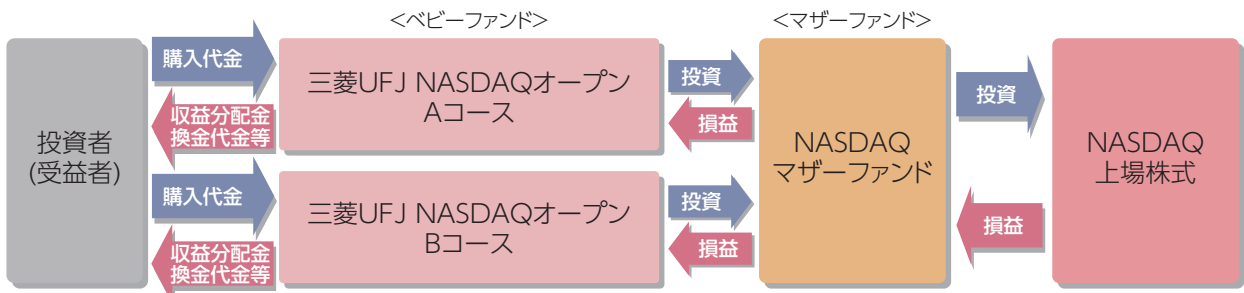 <ベビーファンド>
<マザーファンド>
投資者
(受益者)
購入代金
収益分配金
換金代金等
三菱UFJ NASDAQオープン
Aコース
投資
損益
購入代金
収益分配金
換金代金等
三菱UFJ NASDAQオープン
Bコース
投資
損益
NASDAQ
マザーファンド
投資
損益
NASDAQ
上場株式